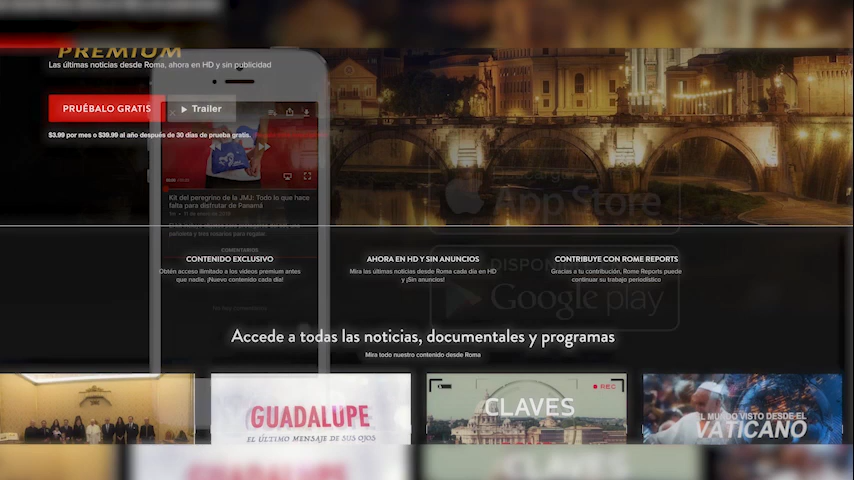 PREMIUM
Las últimas noticias desde Roma, ahora en HD y sin publicidad
PRUÉBALO GRATIS
Trailer
$3.99 por mes o $39.99 al año después de 30 días de prueba gratis.
Kit del peregrino de la JMJ: Todo lo que hace
falta para disfrutar de Panamá
App Store
COMENTARIOS
CONTENIDO EXCLUSIVO
Obtén acceso ilimitado a los videos premium antes
que nadie. ¡Nuevo contenido cada día!
AHORA EN HD Y SIN ANUNCIOS
Mira las últimas noticias desde Roma cada día en HD
y ¡Sin anuncios!
CONTRIBUYE CON ROME REPORTS
Gracias a tu contribución, Rome Reports puede
continuar su trabajo periodístico
Google play
Accede a todas las noticias, documentales y programas
Mira todo nuestro contenido desde Roma
GUADALUPE
EL ÚLTIMO MENSAJE DE SUS OJOS
REC
CLAVES
EL MUNDO VISTO DESDE EL
VATICANO